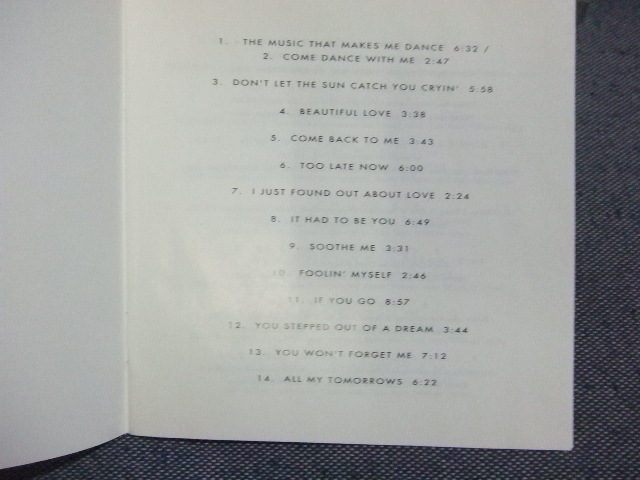 1. THE MUSIC THAT MAKES ME DANCE 6:32 /
2. COME DANCE WITH ME 2:47
3. DON'T LET THE SUN CATCH YOU CRYIN' 5:58
4. BEAUTIFUL LOVE 3:38
5. COME BACK TO ME 3:43
6. TOO LATE NOW 6:00
7. I JUST FOUND OUT ABOUT LOVE 2:24
8. IT HAD TO BE YOU 6:49
9. SOOTHE ME 3:31
10. FOOLIN' MYSELF 2:46
11. IF YOU GO 8:57
12. YOU STEPPED OUT OF A DREAM 3:44
13. YOU WON'T FORGET ME 7:12
14. ALL MY TOMORROWS 6:22